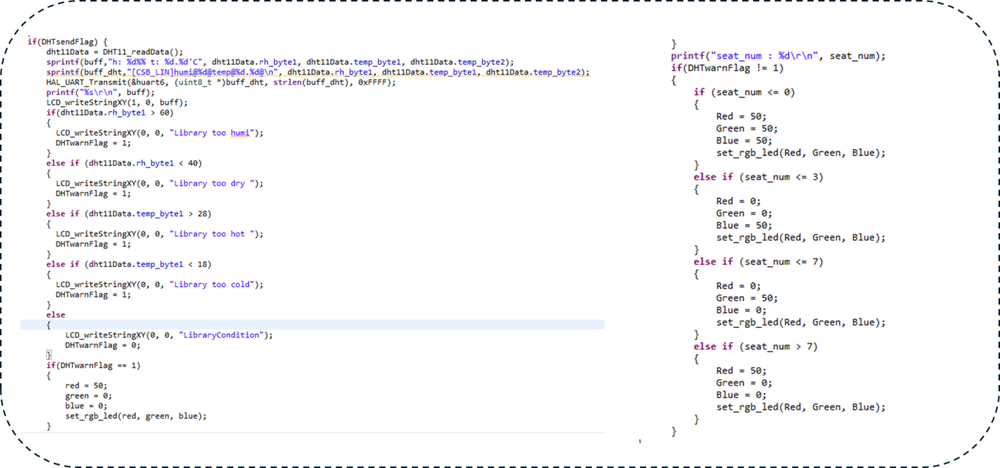 if(DHTsendFlag) {
dht11Data = DHT11_readData();
sprintf(buff,"h: %d%% t: %d.%d'C", dht11Data.rh_byte1, dht11Data.temp_byte1, dht11Data.temp_byte2);
sprintf(buff_dht,"[CSB_LIN]humi@%d@temp@%d.%d@\n", dht11Data.rh_byte1, dht11Data.temp_byte1, dht11Data.temp_byte2);
HAL_UART_Transmit(&huart6, (uint8_t *)buff_dht, strlen(buff_dht), 0xFFFF);
printf("%s\r\n", buff);
LCD_writeStringXY(1, 0, buff);
if(dht11Data.rh_byte1 > 60)
{
LCD_writeStringXY(0, 0, "Library too humi");
DHTwarnFlag = 1;
}
else if (dht11Data.rh_byte1 < 40)
{
LCD_writeStringXY(0, 0, "Library too dry ");
DHTwarnFlag = 1;
}
else if (dht11Data.temp_byte1 > 28)
{
LCD_writeStringXY(0, 0, "Library too hot ");
DHTwarnFlag = 1;
}
else if (dht11Data.temp_byte1 < 18)
{
LCD_writeStringXY(0, 0, "Library too cold");
DHTwarnFlag = 1;
}
else
{
LCD_writeStringXY(0, 0, "LibraryCondition");
DHTwarnFlag = 0;
}
if(DHTwarnFlag == 1)
{
red = 50;
green = 0;
blue = 0;
set_rgb_led(red, green, blue);
}
}
printf("seat_num : %d\r\n", seat_num);
if(DHTwarnFlag != 1)
{
if (seat_num <= 0)
{
Red = 50;
Green = 50;
Blue = 50;
set_rgb_led(Red, Green, Blue);
}
else if (seat_num <= 3)
{
Red = 0;
Green = 0;
Blue = 50;
set_rgb_led(Red, Green, Blue);
}
else if (seat_num <= 7)
{
Red = 0;
Green = 50;
Blue = 0;
set_rgb_led(Red, Green, Blue);
}
else if (seat_num > 7)
{
Red = 50;
Green = 0;
Blue = 0;
set_rgb_led(Red, Green, Blue);
}
}